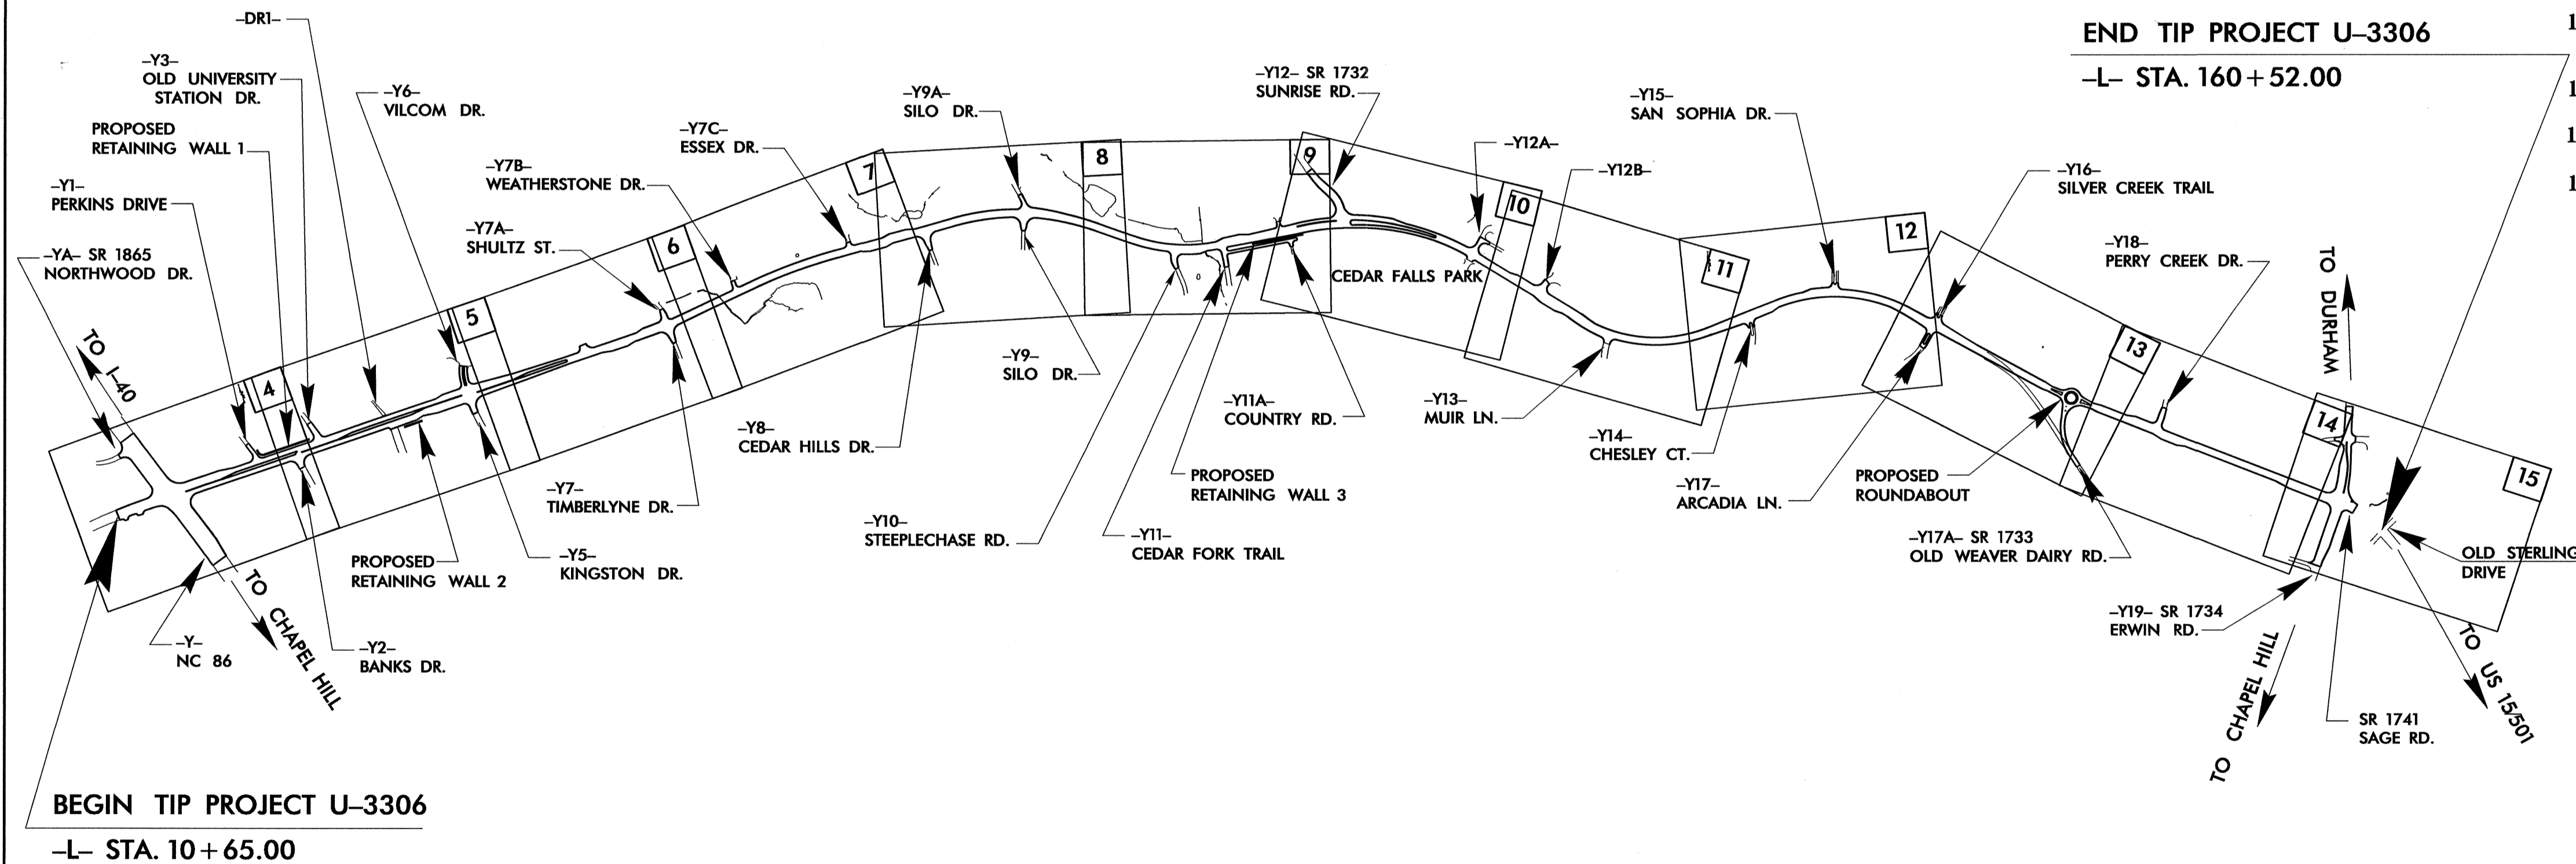 –DR1–
END TIP PROJECT U–3306
–L– STA. 160+52.00
–Y3–
OLD UNIVERSITY
STATION DR.
–Y6–
VILCOM DR.
–Y9A–
SILO DR.
–Y12– SR 1732
SUNRISE RD.
–Y15–
SAN SOPHIA DR.
PROPOSED
RETAINING WALL 1
–Y7C–
ESSEX DR.
–Y12A–
–Y12B–
–Y16–
SILVER CREEK TRAIL
–Y1–
PERKINS DRIVE
–Y7B–
WEATHERSTONE DR.
–Y7A–
SHULTZ ST.
–YA– SR 1865
NORTHWOOD DR.
–Y18–
PERRY CREEK DR.
4
5
6
7
8
9
10
11
12
13
14
15
CEDAR FALLS PARK
TO I–40
TO DURHAM
–Y9–
SILO DR.
–Y8–
CEDAR HILLS DR.
–Y11A–
COUNTRY RD.
–Y13–
MUIR LN.
–Y14–
CHESLEY CT.
–Y7–
TIMBERLYNE DR.
PROPOSED
RETAINING WALL 3
–Y17–
ARCADIA LN.
PROPOSED
ROUNDABOUT
–Y10–
STEEPLECHASE RD.
–Y11–
CEDAR FORK TRAIL
–Y17A– SR 1733
OLD WEAVER DAIRY RD.
PROPOSED
RETAINING WALL 2
–Y5–
KINGSTON DR.
OLD STERLING
DRIVE
–Y19– SR 1734
ERWIN RD.
–Y–
NC 86
–Y2–
BANKS DR.
TO CHAPEL HILL
TO CHAPEL HILL
TO US 15/501
SR 1741
SAGE RD.
BEGIN TIP PROJECT U–3306
–L– STA. 10+65.00